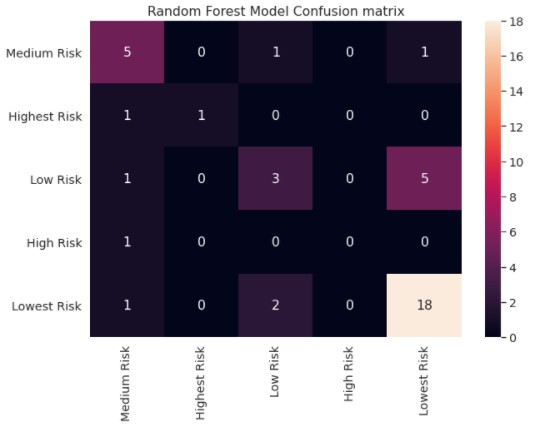 Random Forest Model Confusion matrix
Medium Risk 5 0 1 0 1
Highest Risk 1 1 0 0 0
Low Risk 1 0 3 0 5
High Risk 1 0 0 0 0
Lowest Risk 1 0 2 0 18
Medium Risk
Highest Risk
Low Risk
High Risk
Lowest Risk
18
16
14
12
10
8
6
4
2
0